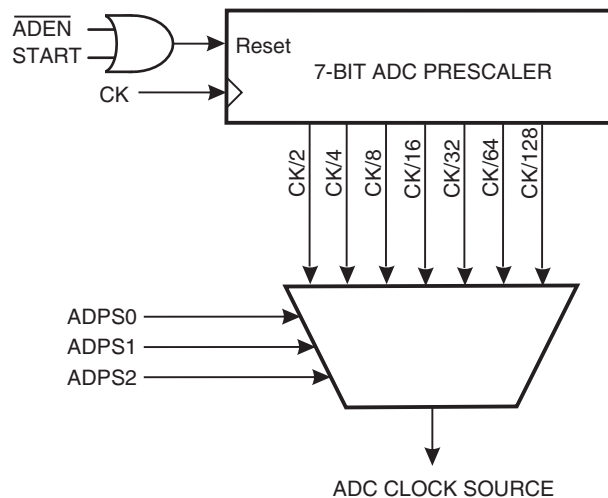 ADEN
START
Reset
7-BIT ADC PRESCALER
CK
CK/2
CK/4
CK/8
CK/16
CK/32
CK/64
CK/128
ADPS0
ADPS1
ADPS2
ADC CLOCK SOURCE